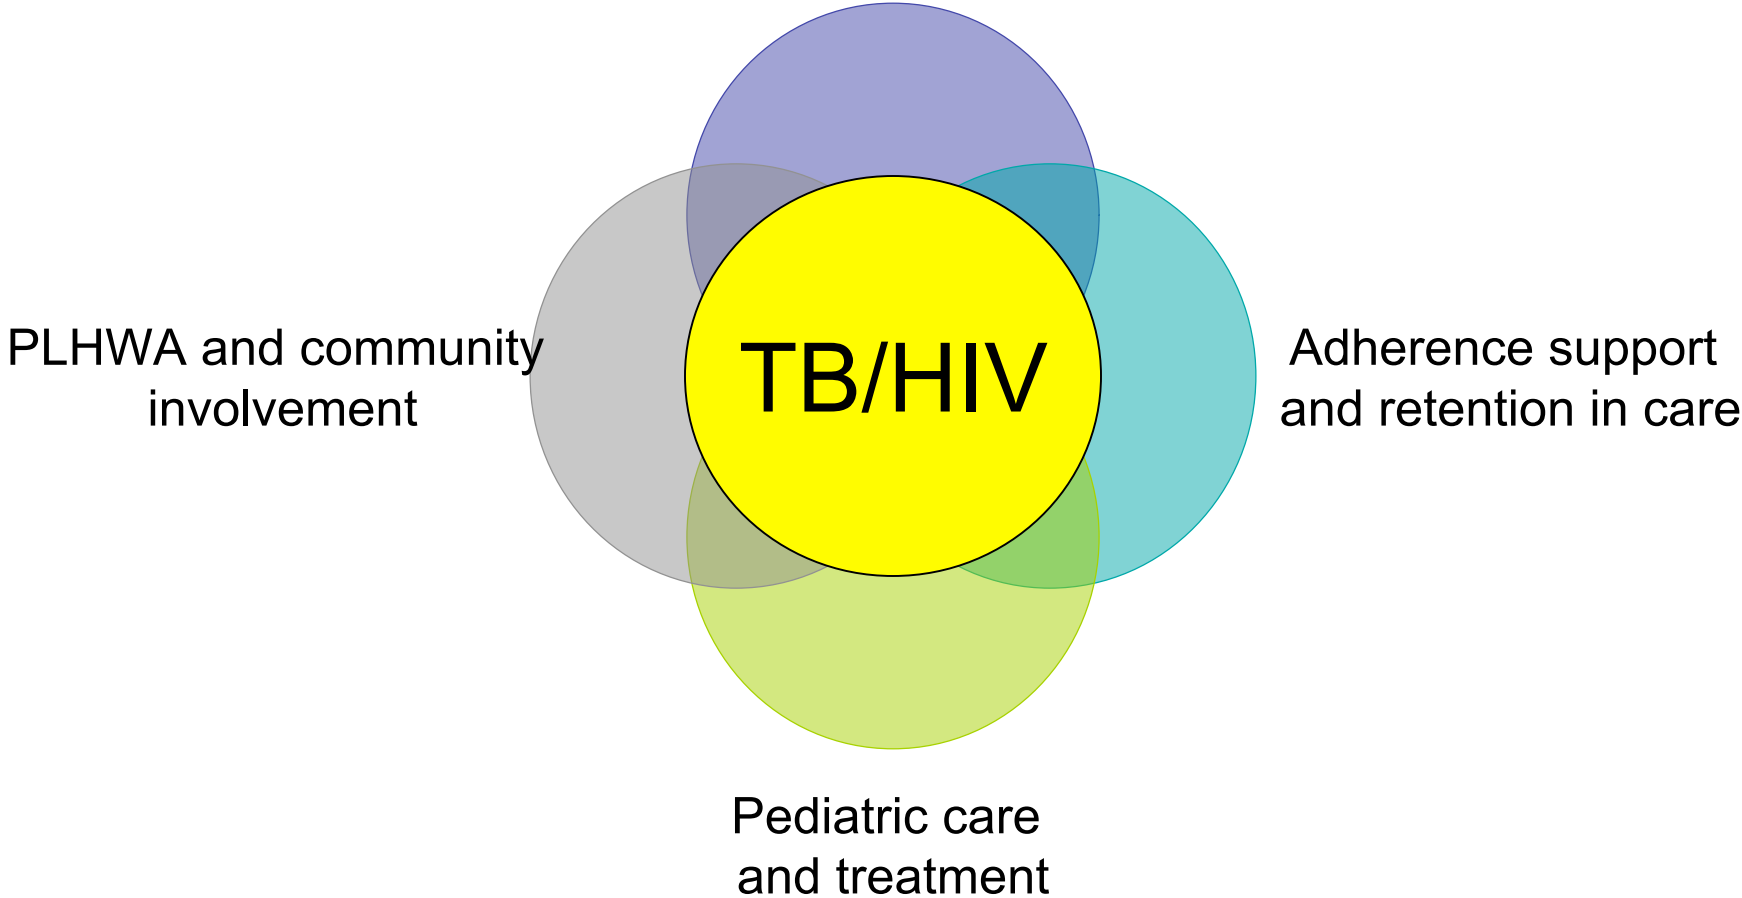 PLHWA and community
involvement
TB/HIV
Adherence support
and retention in care
Pediatric care
and treatment